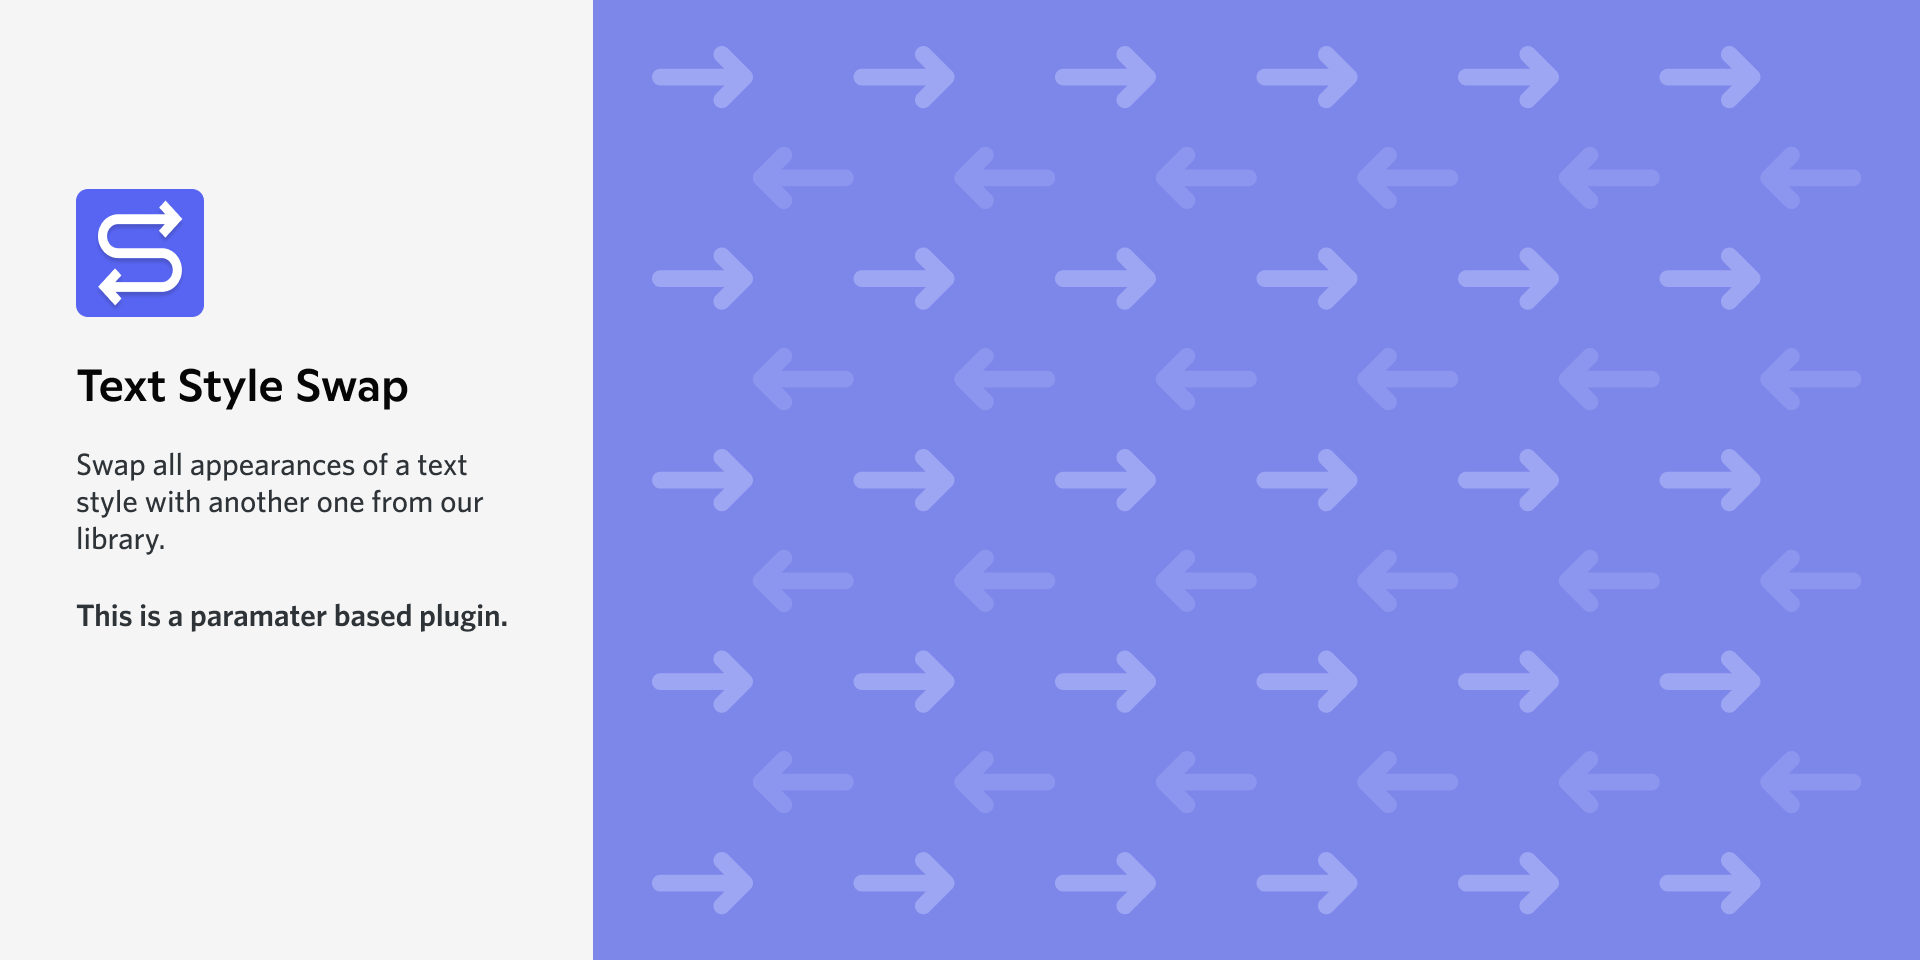 Text Style Swap
Swap all appearances of a text
style with another one from our
library.
This is a paramater based plugin.